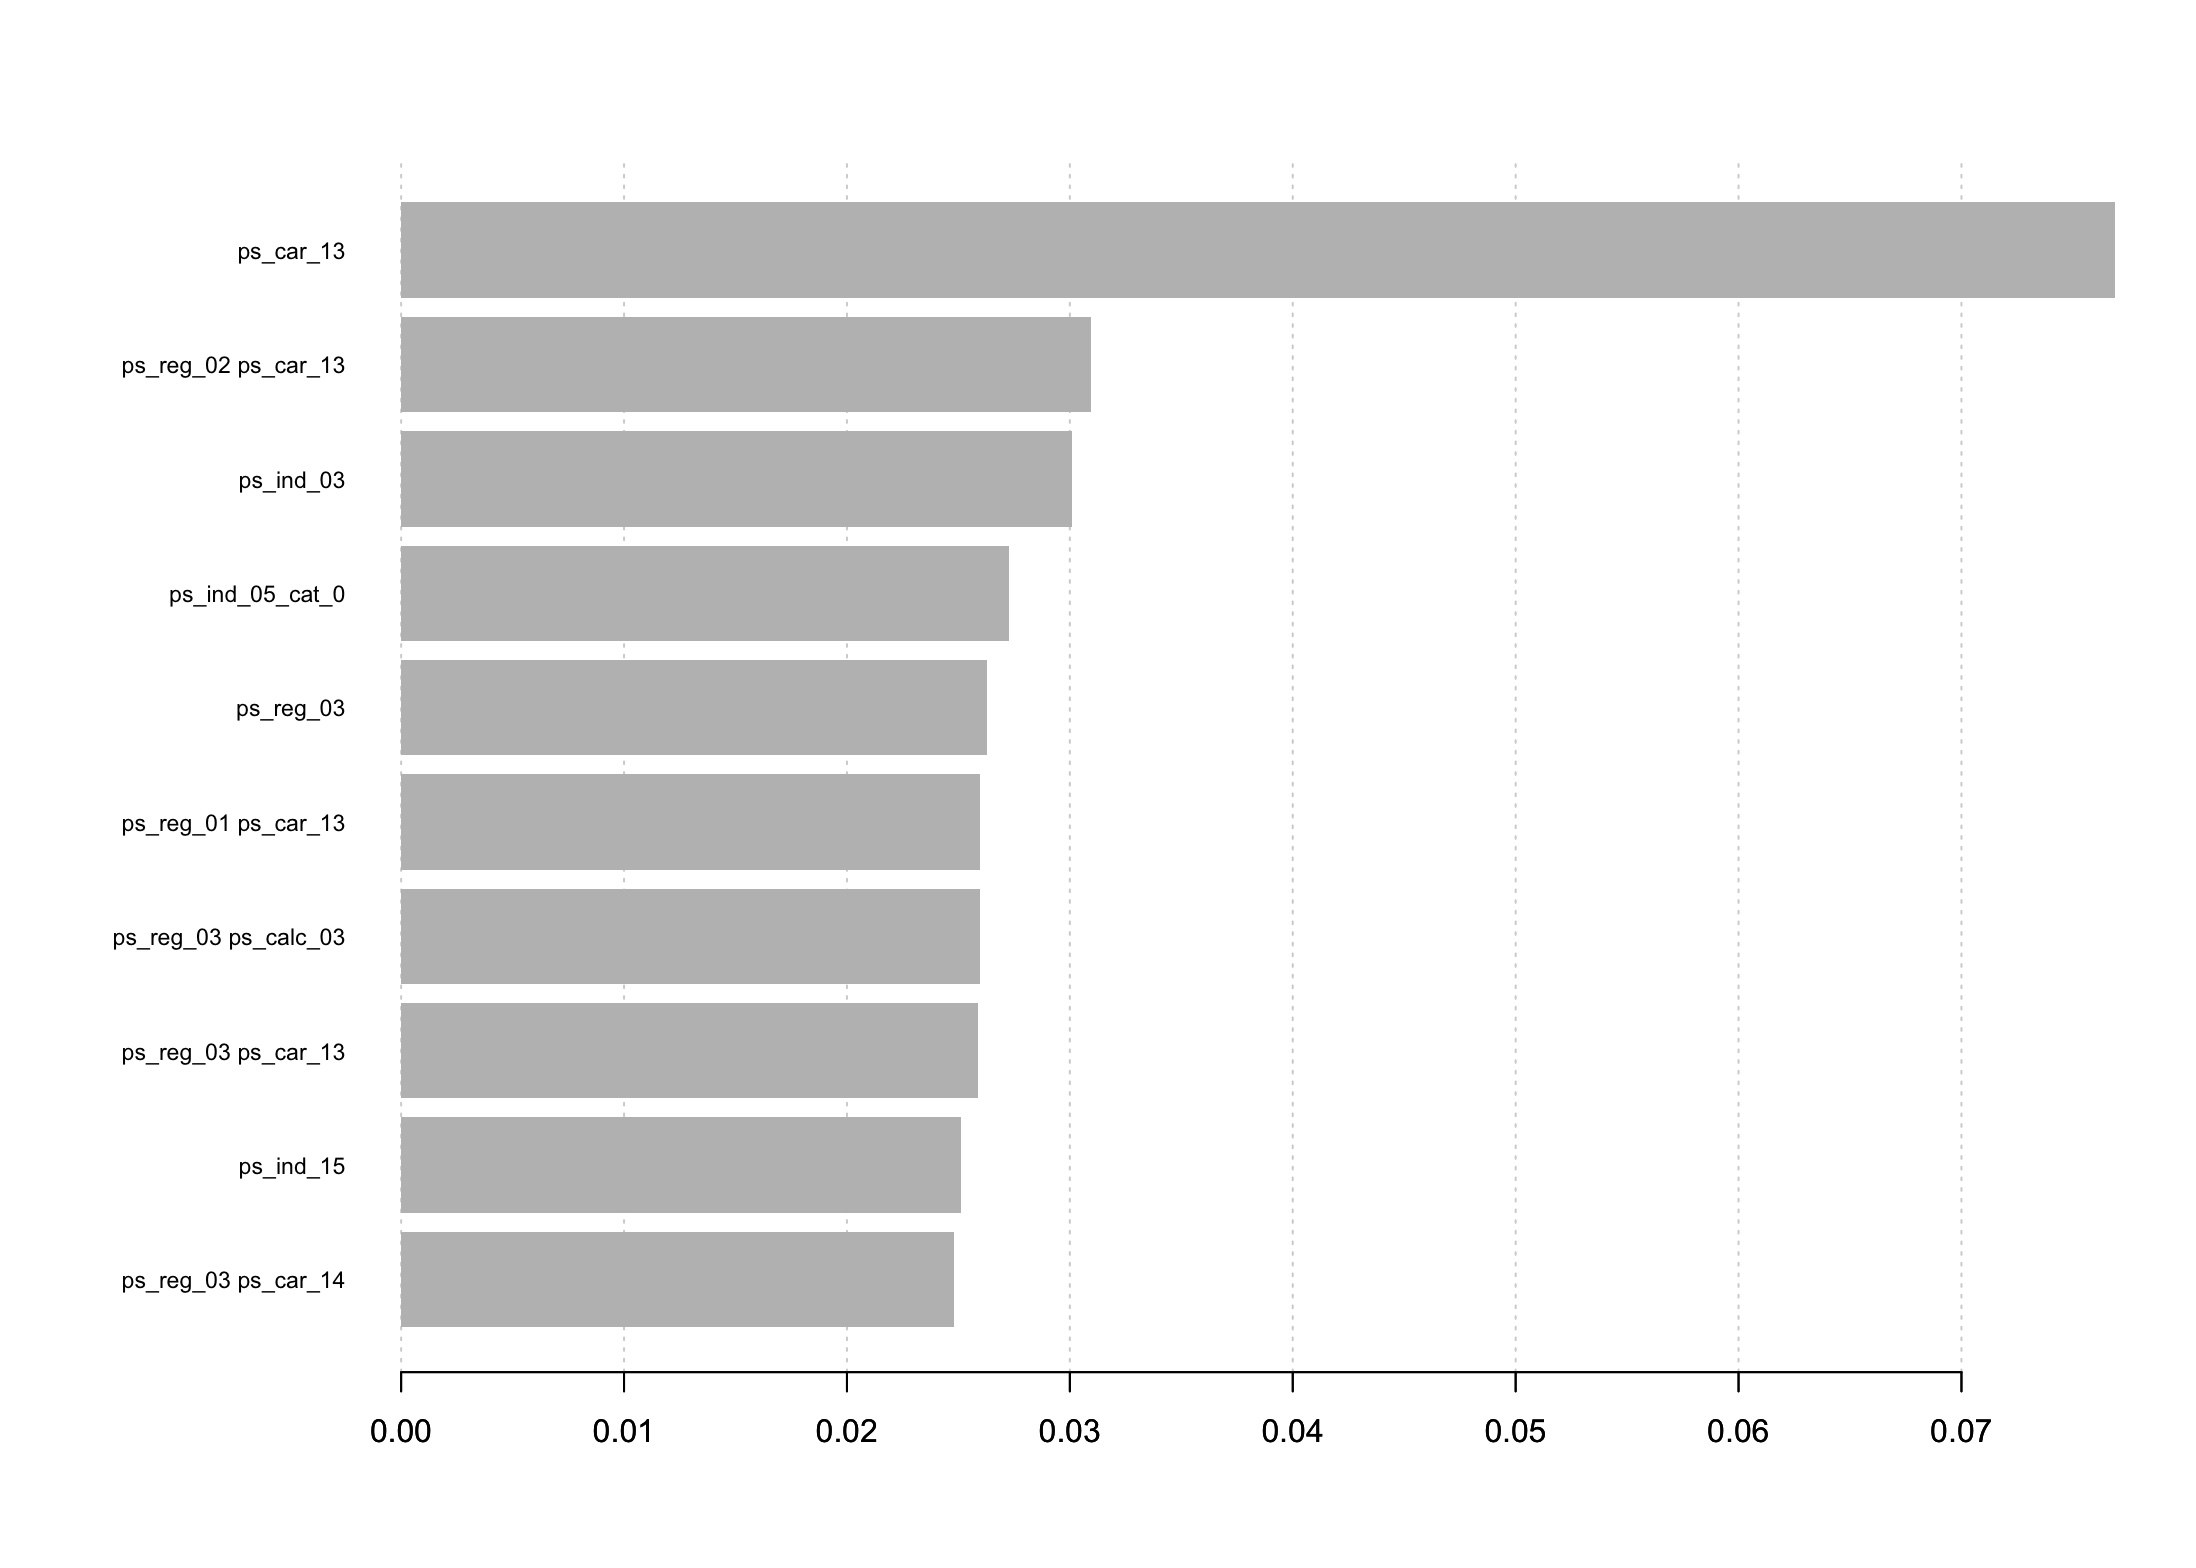 ps_car_13
ps_reg_02 ps_car_13
ps_ind_03
ps_ind_05_cat_0
ps_reg_03
ps_reg_01 ps_car_13
ps_reg_03 ps_calc_03
ps_reg_03 ps_car_13
ps_ind_15
ps_reg_03 ps_car_14
0.00 0.01 0.02 0.03 0.04 0.05 0.06 0.07